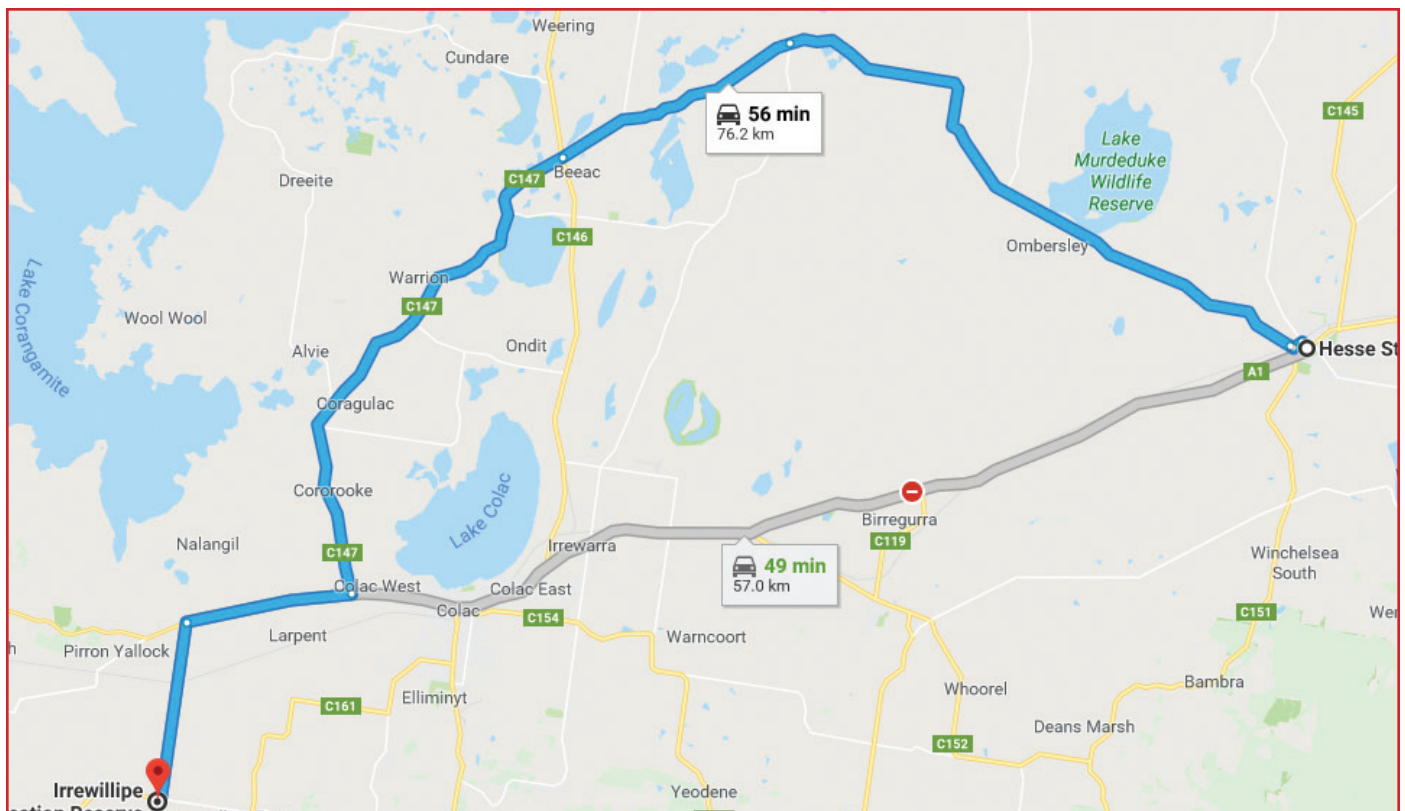 Weering
Cundare
56 min
76.2 km
C145
Lake
Murdeduke
Wildlife
Reserve
Dreeite
C147
Beeac
C146
Ombersley
Warrion
C147
Lake Corangamite
Wool Wool
Alvie
Ondit
Hesse St
A1
Coragulac
Cororooke
Lake Colac
Birregurra
C119
Nalangil
Irrewarra
C147
49 min
57.0 km
Winchelsea
South
Colac West
Colac East
Colac
C154
C151
Larpent
Warncoort
Pirron Yallock
Whoorel
Bambra
Elliminyt
C161
Deans Marsh
C152
Irrewillipe
Yeodene